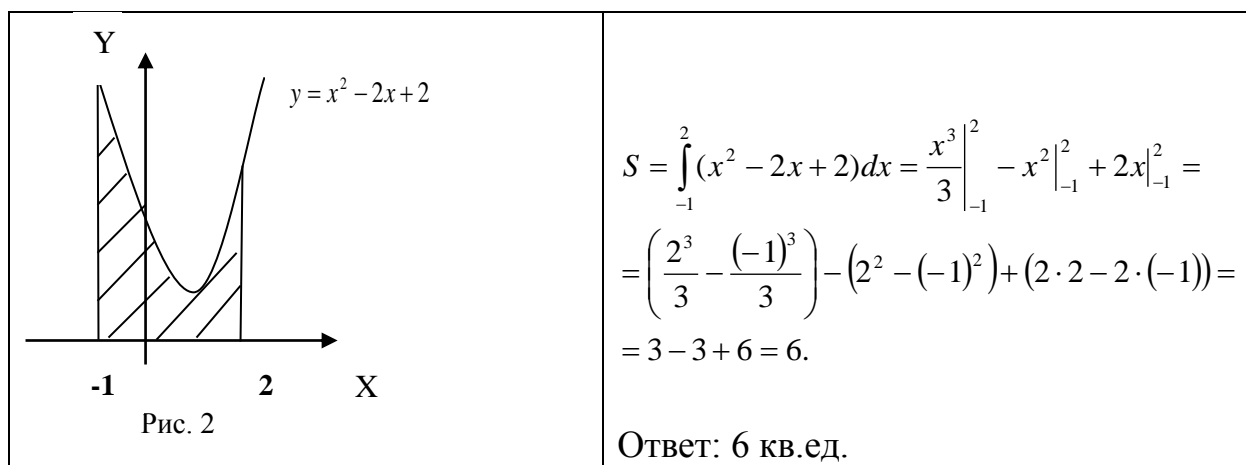 Y
y = x² − 2x + 2
-1 2 X
Рис. 2
S = ∫₋₁² (x² − 2x + 2)dx = x³/3 |₋₁² − x² |₋₁² + 2x |₋₁² =
= (2³/3 − (−1)³/3) − (2² − (−1)²) + (2 · 2 − 2 · (−1)) =
= 3 − 3 + 6 = 6.
Ответ: 6 кв.ед.